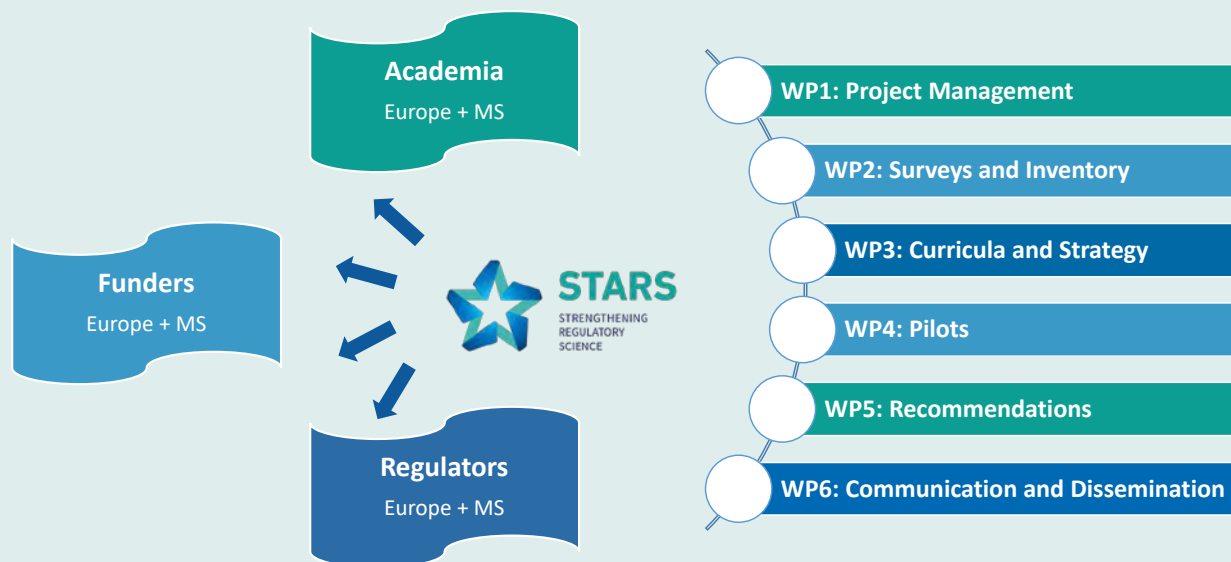 Academia
Europe + MS
Funders
Europe + MS
STARS
STRENGTHENING
REGULATORY
SCIENCE
Regulators
Europe + MS
WP1: Project Management
WP2: Surveys and Inventory
WP3: Curricula and Strategy
WP4: Pilots
WP5: Recommendations
WP6: Communication and Dissemination